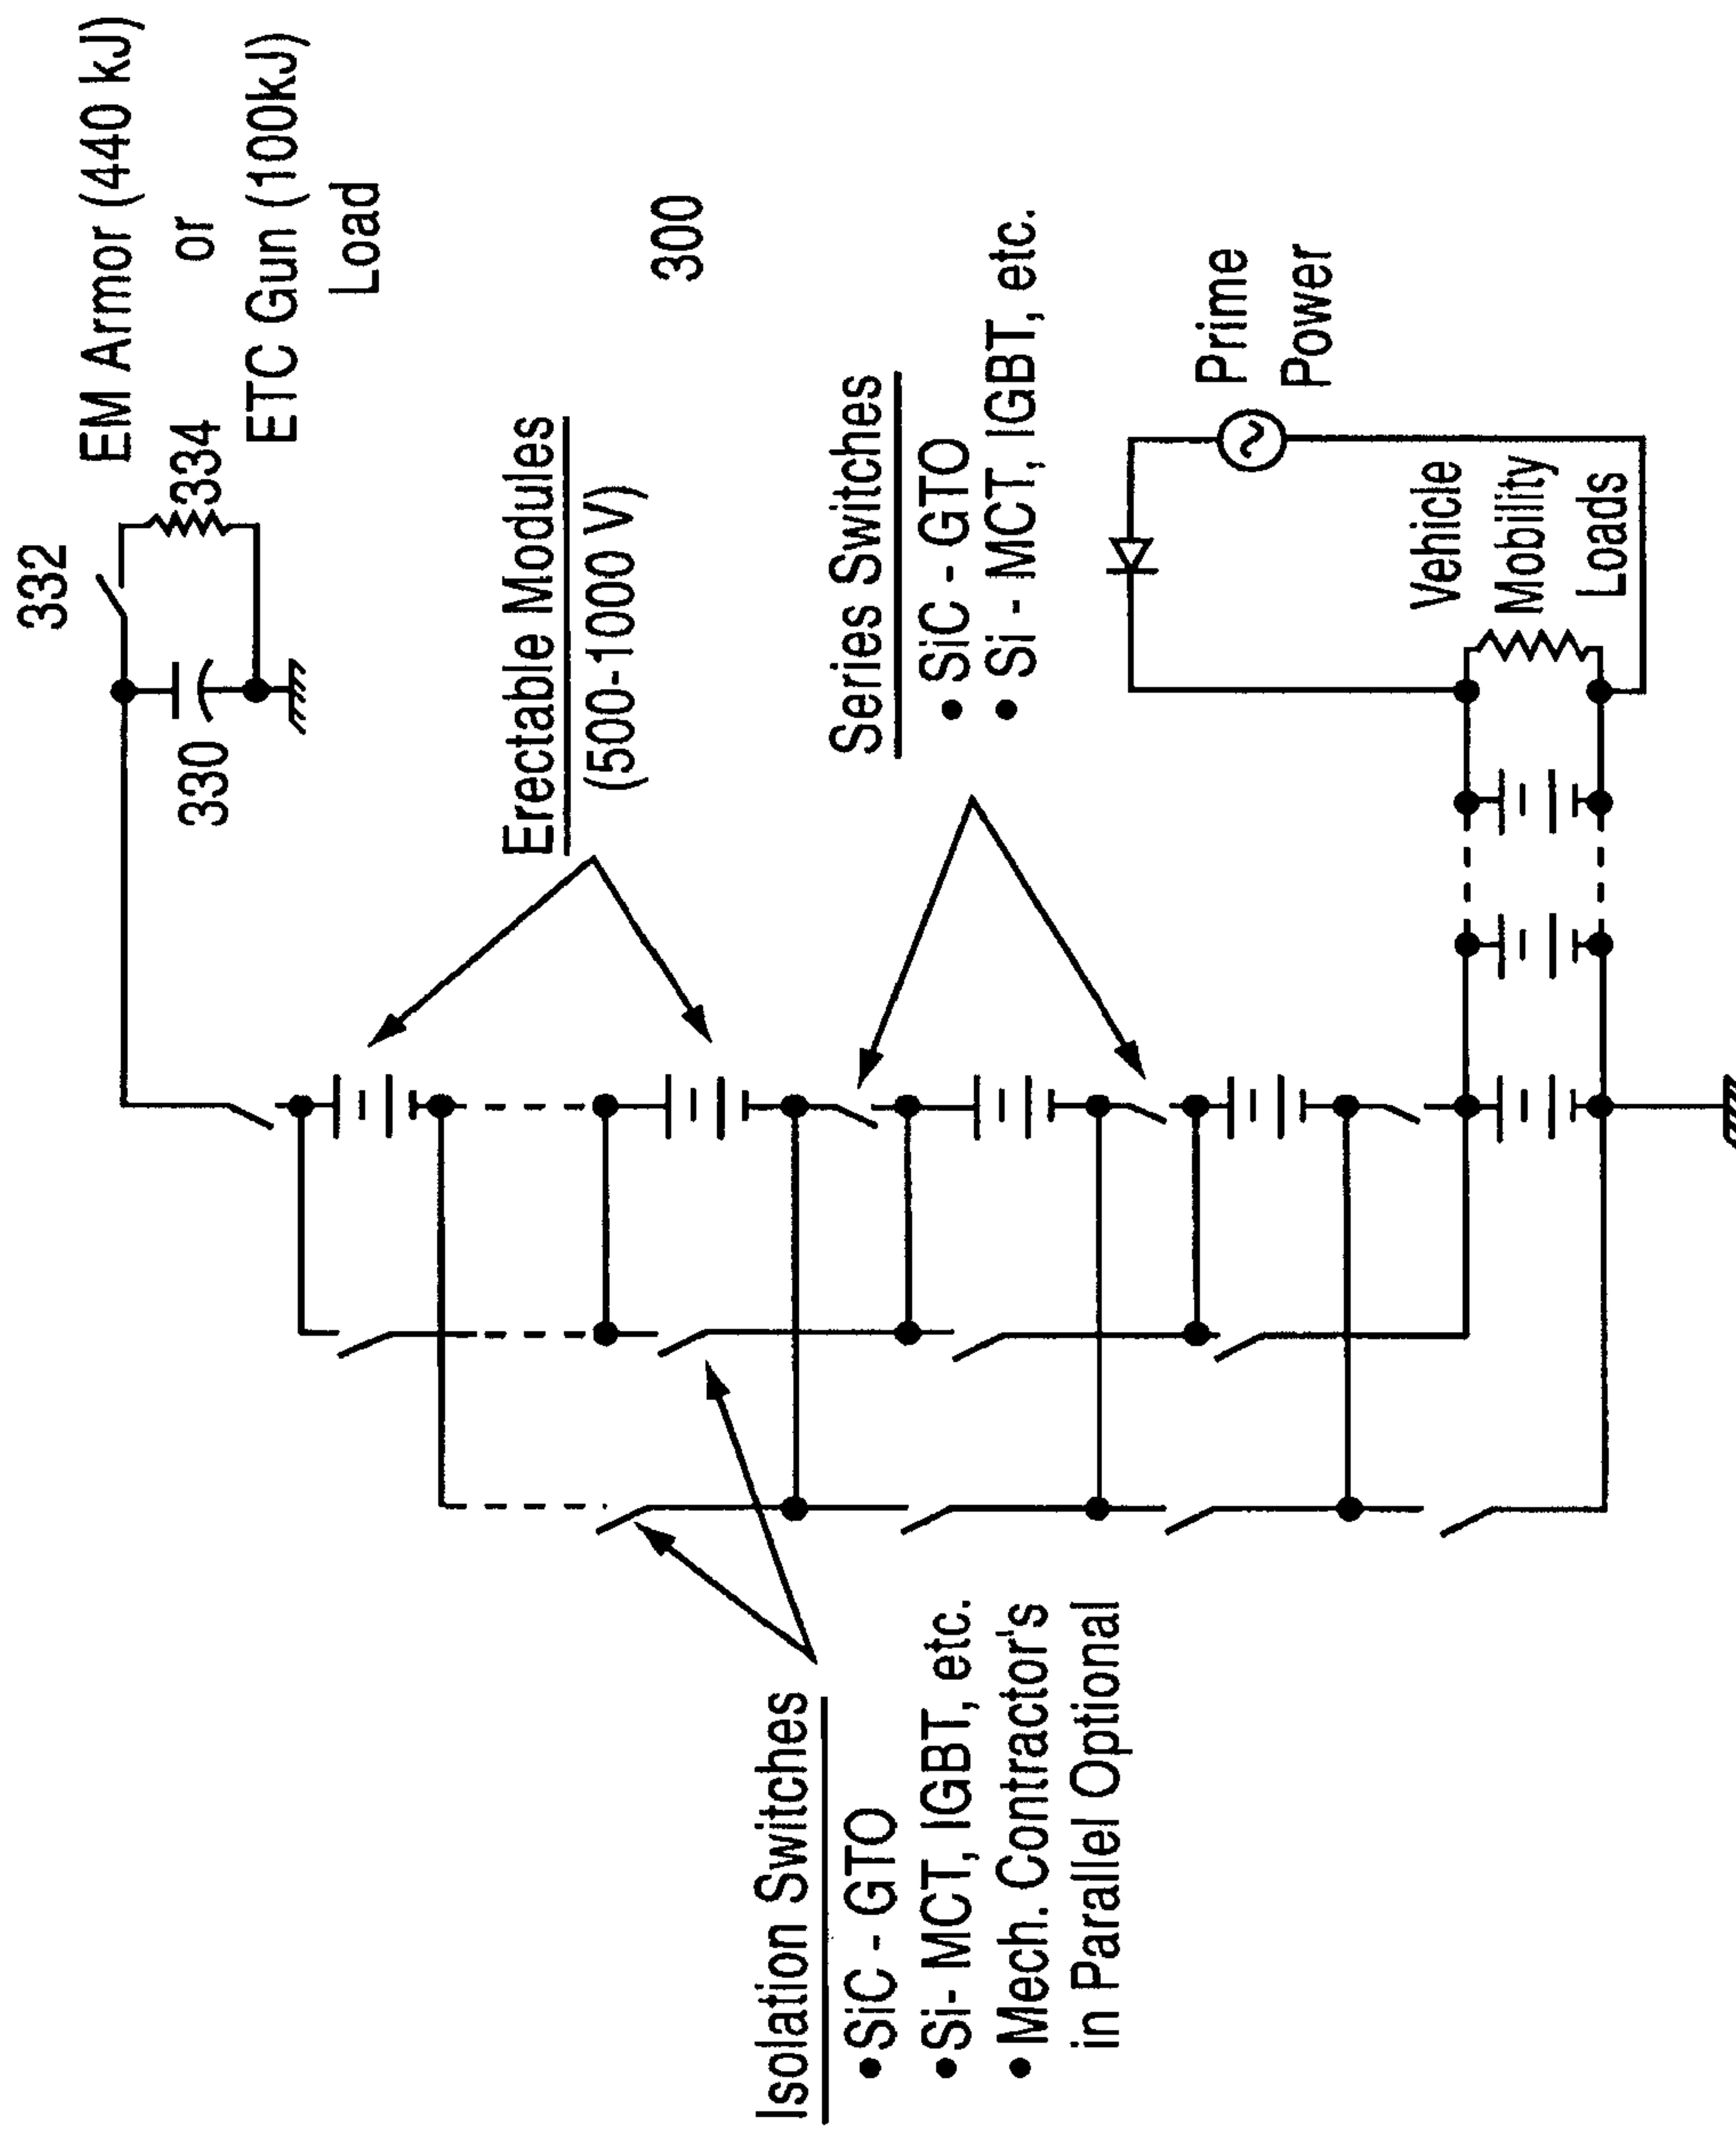 332
334
330
EM Armor (440 kJ)
or
ETC Gun (100kJ)
Load
300
Erectable Modules
(500-1000 V)
Series Switches
• SiC - GTO
• Si - MCT, IGBT, etc.
Prime
Power
Vehicle
Mobility
Loads
Isolation Switches
• SiC - GTO
• Si- MCT, IGBT, etc.
• Mech. Contractor's
in Parallel Optional